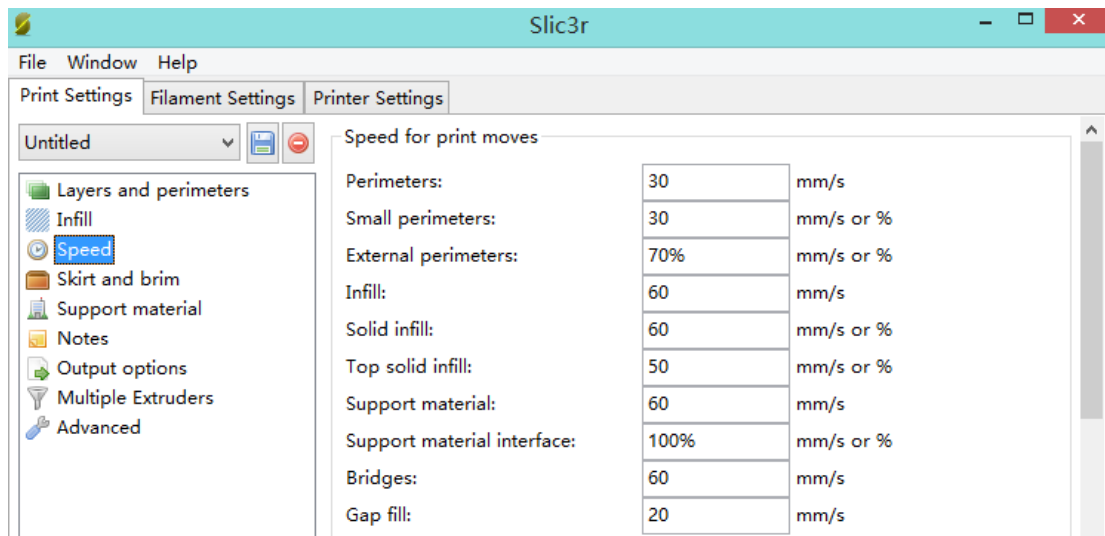 Slic3r
File Window Help
Print Settings Filament Settings Printer Settings
Untitled
Layers and perimeters
Infill
Speed
Skirt and brim
Support material
Notes
Output options
Multiple Extruders
Advanced
Speed for print moves
Perimeters: 30 mm/s
Small perimeters: 30 mm/s or %
External perimeters: 70% mm/s or %
Infill: 60 mm/s
Solid infill: 60 mm/s or %
Top solid infill: 50 mm/s or %
Support material: 60 mm/s
Support material interface: 100% mm/s or %
Bridges: 60 mm/s
Gap fill: 20 mm/s